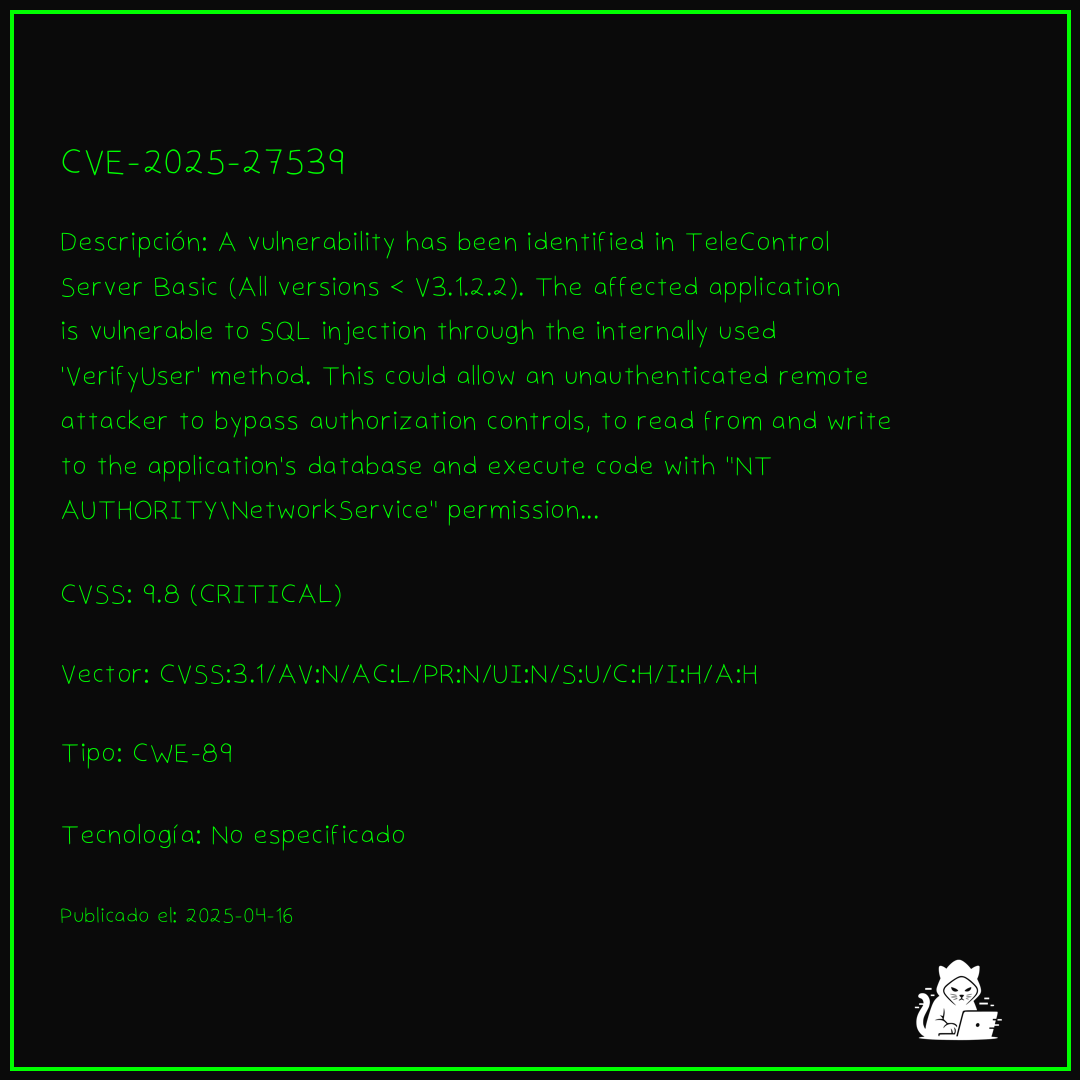 CVE-2025-27539
Descripción: A vulnerability has been identified in TeleControl
Server Basic (All versions < V3.1.2.2). The affected application
is vulnerable to SQL injection through the internally used
'VerifyUser' method. This could allow an unauthenticated remote
attacker to bypass authorization controls, to read from and write
to the application's database and execute code with "NT
AUTHORITY\NetworkService" permission...
CVSS: 9.8 (CRITICAL)
Vector: CVSS:3.1/AV:N/AC:L/PR:N/UI:N/S:U/C:H/I:H/A:H
Tipo: CWE-89
Tecnología: No especificado
Publicado el: 2025-04-16